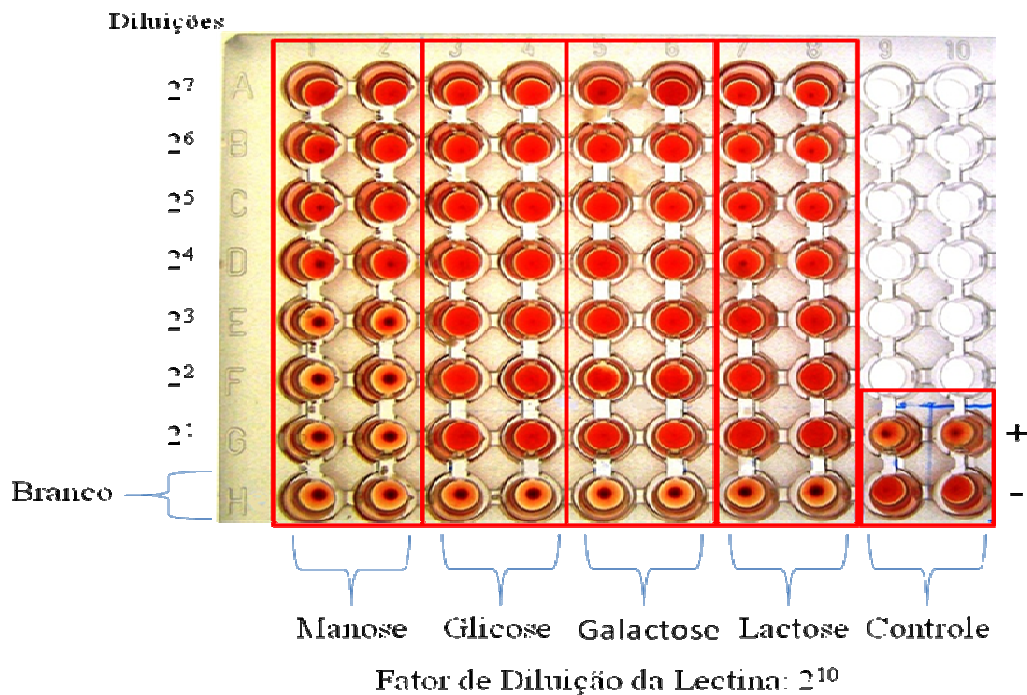 Diluições
1 2 3 4 5 6 7 8 9 10
2⁷ A
2⁶ B
2⁵ C
2⁴ D
2³ E
2² F
2¹ G +
Branco H -
Manose Glicose Galactose Lactose Controle
Fator de Diluição da Lectina: 2¹⁰